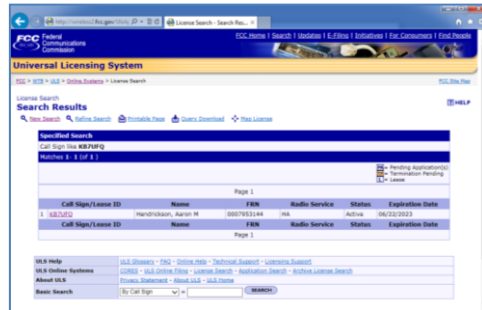 License Search - Search Res...
FCC Federal Communications Commission
FCC Home | Search | Updates | E-Filing | Initiatives | For Consumers | Find People
Universal Licensing System
FCC > WTB > ULS > Online Systems > License Search
FCC Site Map
License Search
Search Results
HELP
New Search Refine Search Printable Page Query Download Map License
Specified Search
Call Sign like KB7UFQ
Matches 1- 1 (of 1 )
= Pending Application(s)
= Termination Pending
L = Lease
Page 1
Call Sign/Lease ID Name FRN Radio Service Status Expiration Date
1 KB7UFQ Hendrickson, Aaron M 0007953144 HA Active 06/22/2023
Call Sign/Lease ID Name FRN Radio Service Status Expiration Date
Page 1
ULS Help ULS Glossary - FAQ - Online Help - Technical Support - Licensing Support
ULS Online Systems CORES - ULS Online Filing - License Search - Application Search - Archive License Search
About ULS Privacy Statement - About ULS - ULS Home
Basic Search By Call Sign = SEARCH